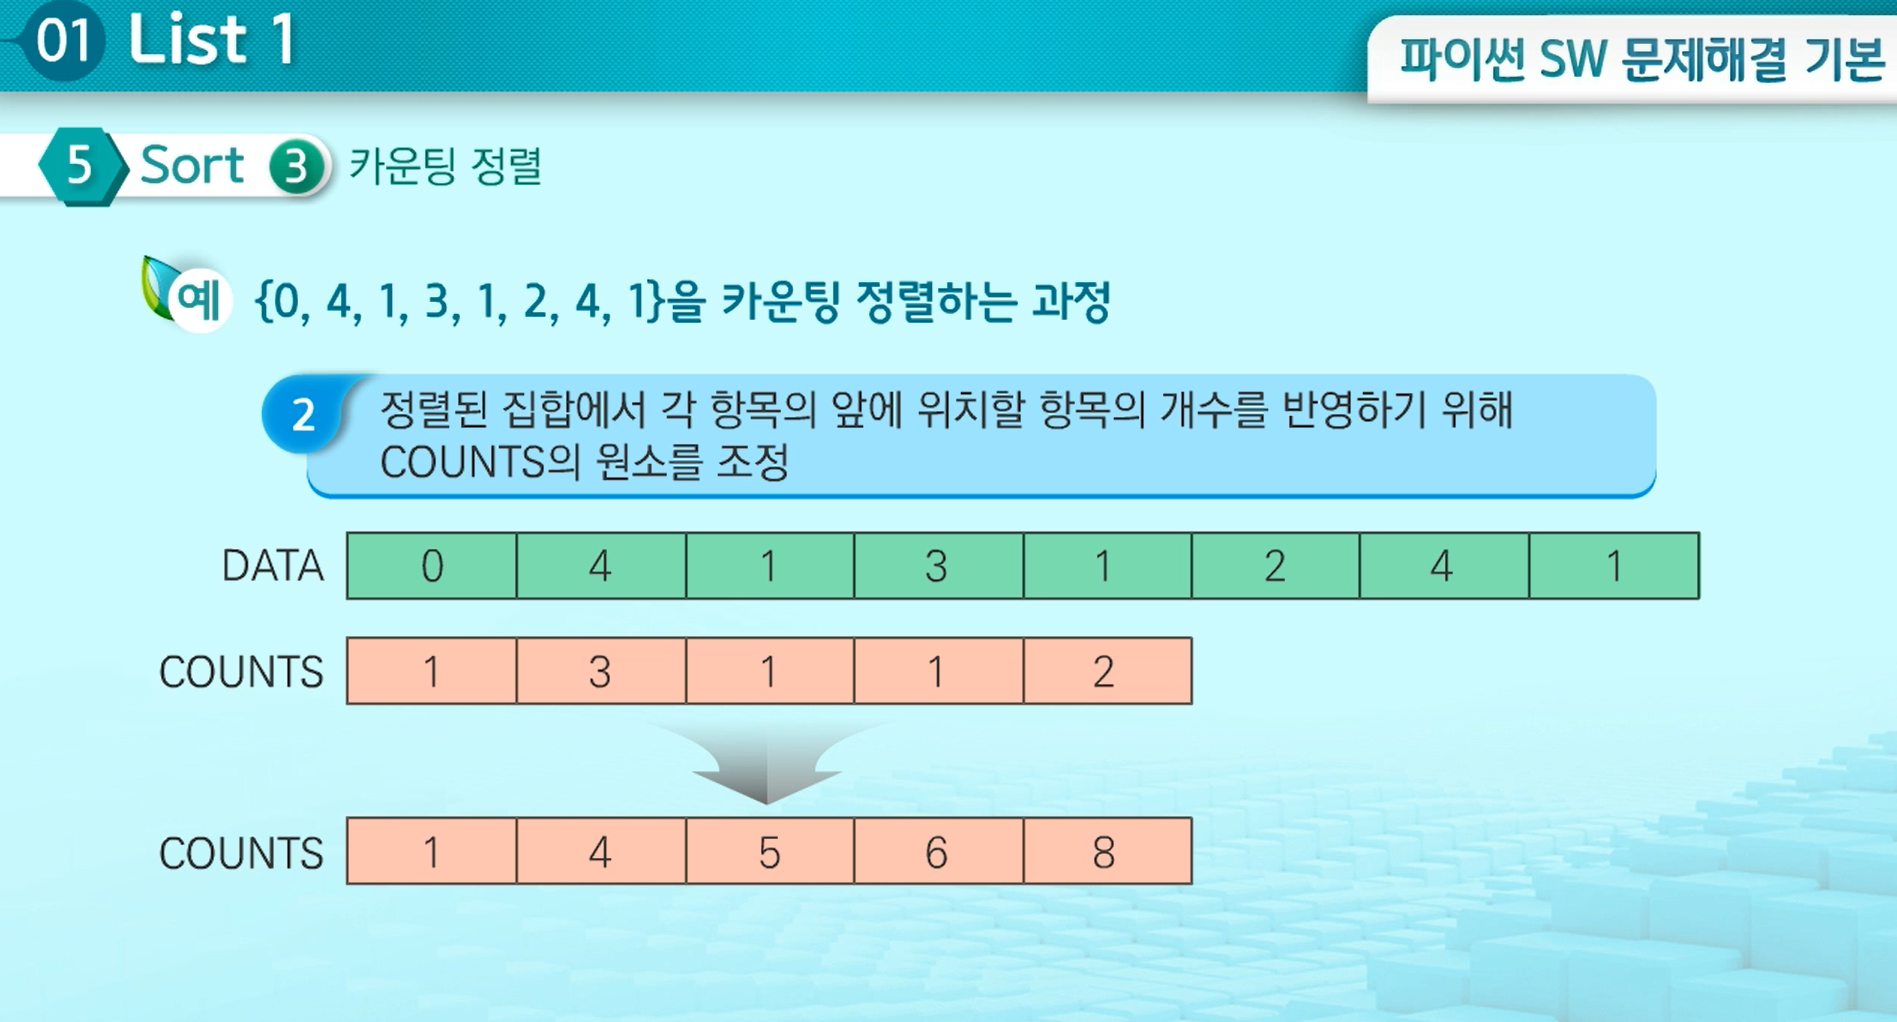 01 List 1
파이썬 SW 문제해결 기본
5 Sort 3 카운팅 정렬
예 {0, 4, 1, 3, 1, 2, 4, 1}을 카운팅 정렬하는 과정
2 정렬된 집합에서 각 항목의 앞에 위치할 항목의 개수를 반영하기 위해
COUNTS의 원소를 조정
DATA 0 4 1 3 1 2 4 1
COUNTS 1 3 1 1 2
COUNTS 1 4 5 6 8